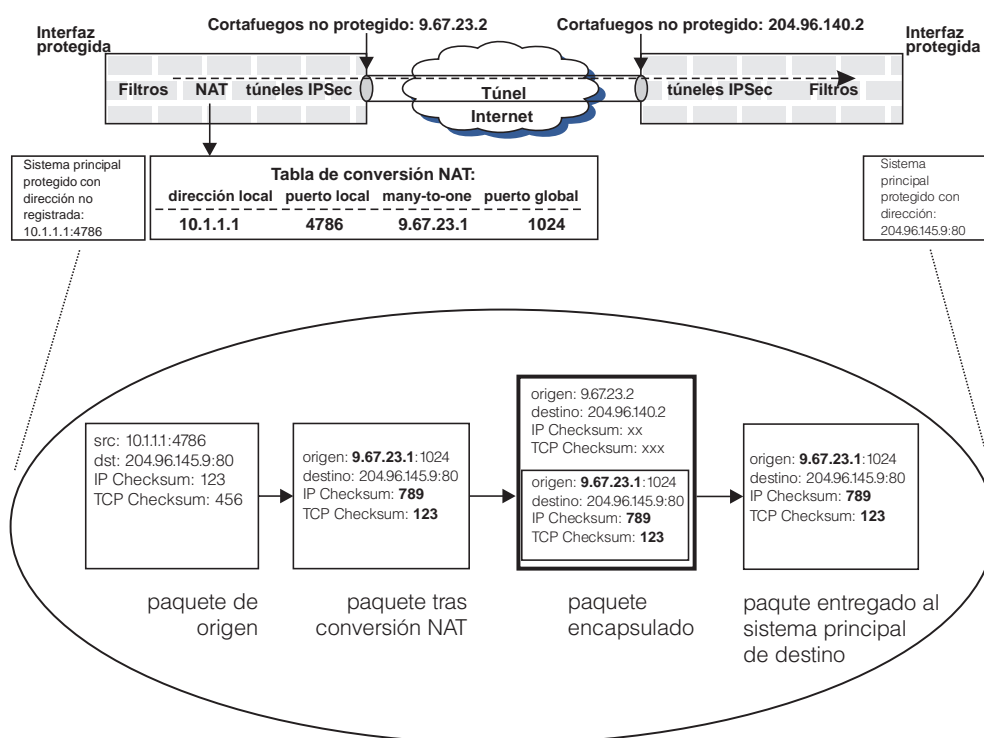 Cortafuegos no protegido: 9.67.23.2
Cortafuegos no protegido: 204.96.140.2
Interfaz
protegida
Interfaz
protegida
Filtros NAT túneles IPSec
Túnel
Internet
túneles IPSec Filtros
Sistema principal
protegido con
dirección no
registrada:
10.1.1.1:4786
Tabla de conversión NAT:
dirección local puerto local many-to-one puerto global
10.1.1.1 4786 9.67.23.1 1024
Sistema
principal
protegido con
dirección:
204.96.145.9:80
src: 10.1.1.1:4786
dst: 204.96.145.9:80
IP Checksum: 123
TCP Checksum: 456
origen: 9.67.23.1:1024
destino: 204.96.145.9:80
IP Checksum: 789
TCP Checksum: 123
origen: 9.67.23.2
destino: 204.96.140.2
IP Checksum: xx
TCP Checksum: xxx
origen: 9.67.23.1:1024
destino: 204.96.145.9:80
IP Checksum: 789
TCP Checksum: 123
origen: 9.67.23.1:1024
destino: 204.96.145.9:80
IP Checksum: 789
TCP Checksum: 123
paquete de
origen
paquete tras
conversión NAT
paquete
encapsulado
paqute entregado al
sistema principal
de destino